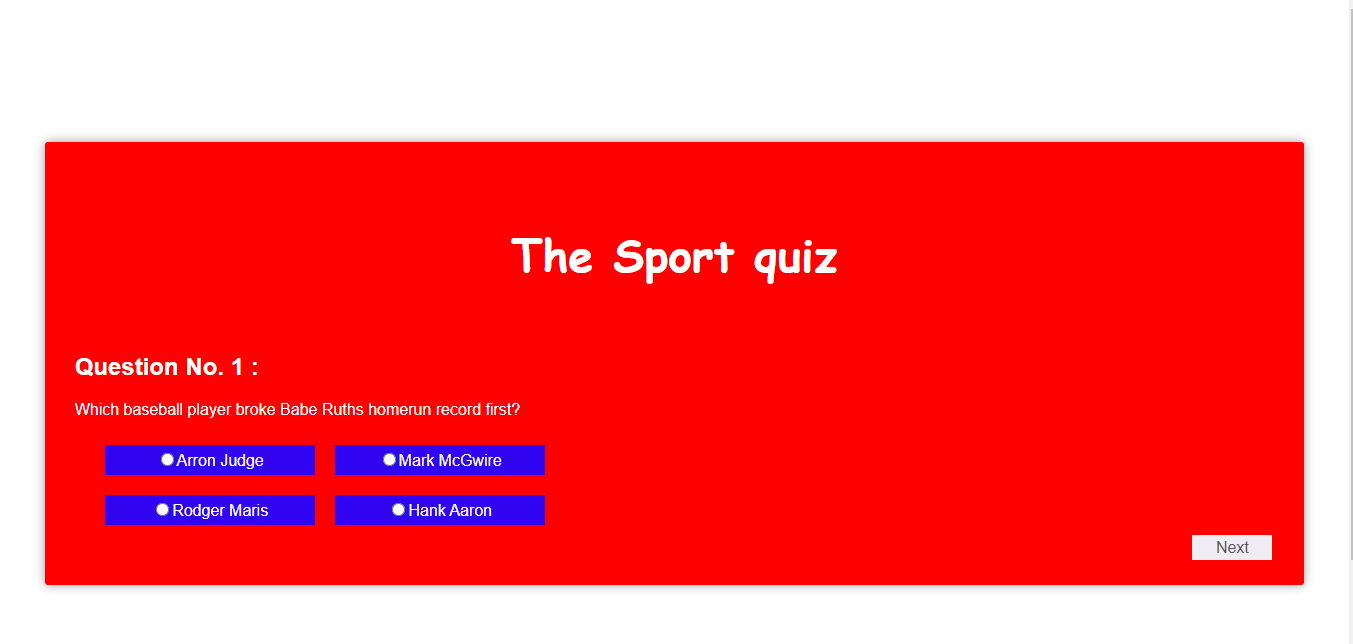 The Sport quiz
Question No. 1 :
Which baseball player broke Babe Ruths homerun record first?
Arron Judge
Mark McGwire
Rodger Maris
Hank Aaron
Next